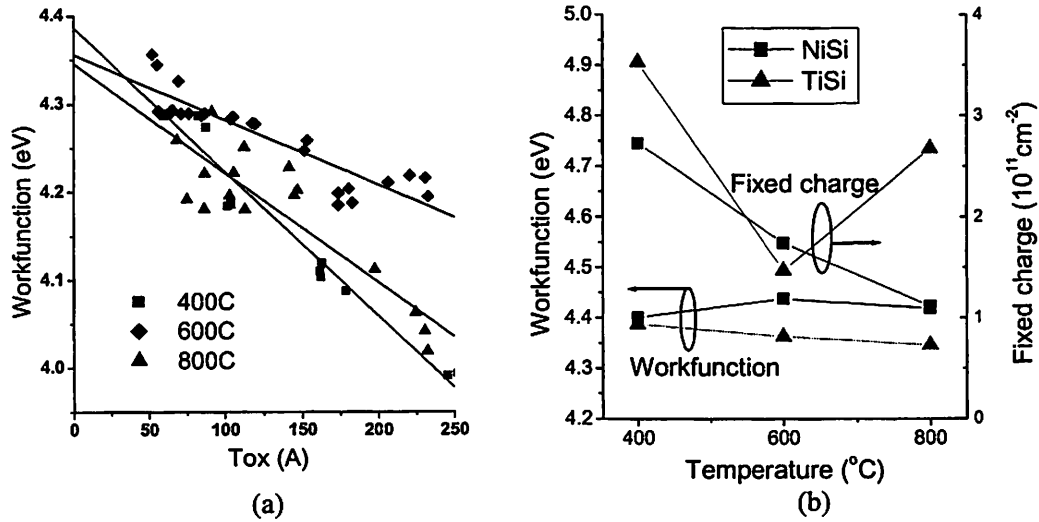 4.4
4.3
4.2
4.1
4.0
Workfunction (eV)
400C
600C
800C
0
50
100
150
200
250
Tox (A)
(a)
5.0
4.9
4.8
4.7
4.6
4.5
4.4
4.3
4.2
Workfunction (eV)
NiSi
TiSi
Fixed charge
Workfunction
4
3
2
1
0
Fixed charge (10¹¹cm⁻²)
400
600
800
Temperature (°C)
(b)